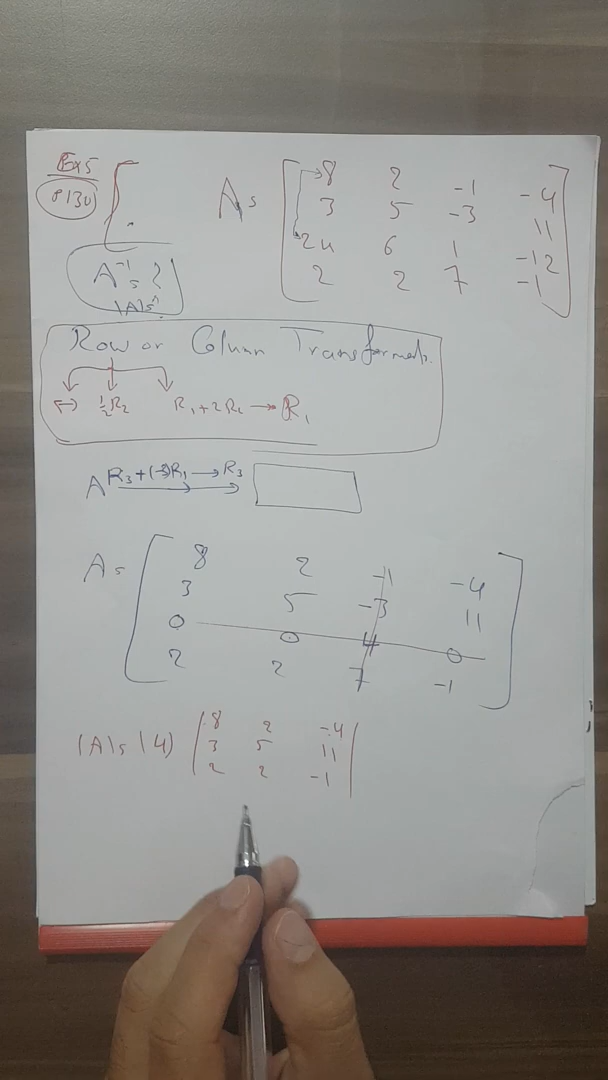 Ex5
P130
A = 8 2 -1 -4
3 5 -3 11
24 6 1 -12
2 2 7 -1
A⁻¹ = ?
|A| = ?
Row or Column Transformats.
↔ ½R₂ R₁+2R₂ → R₁
A R₃+(-3)R₁ → R₃
A = 8 2 -1 -4
3 5 -3 11
0 0 4 0
2 2 7 -1
|A| = (4) 8 2 -4
3 5 11
2 2 -1